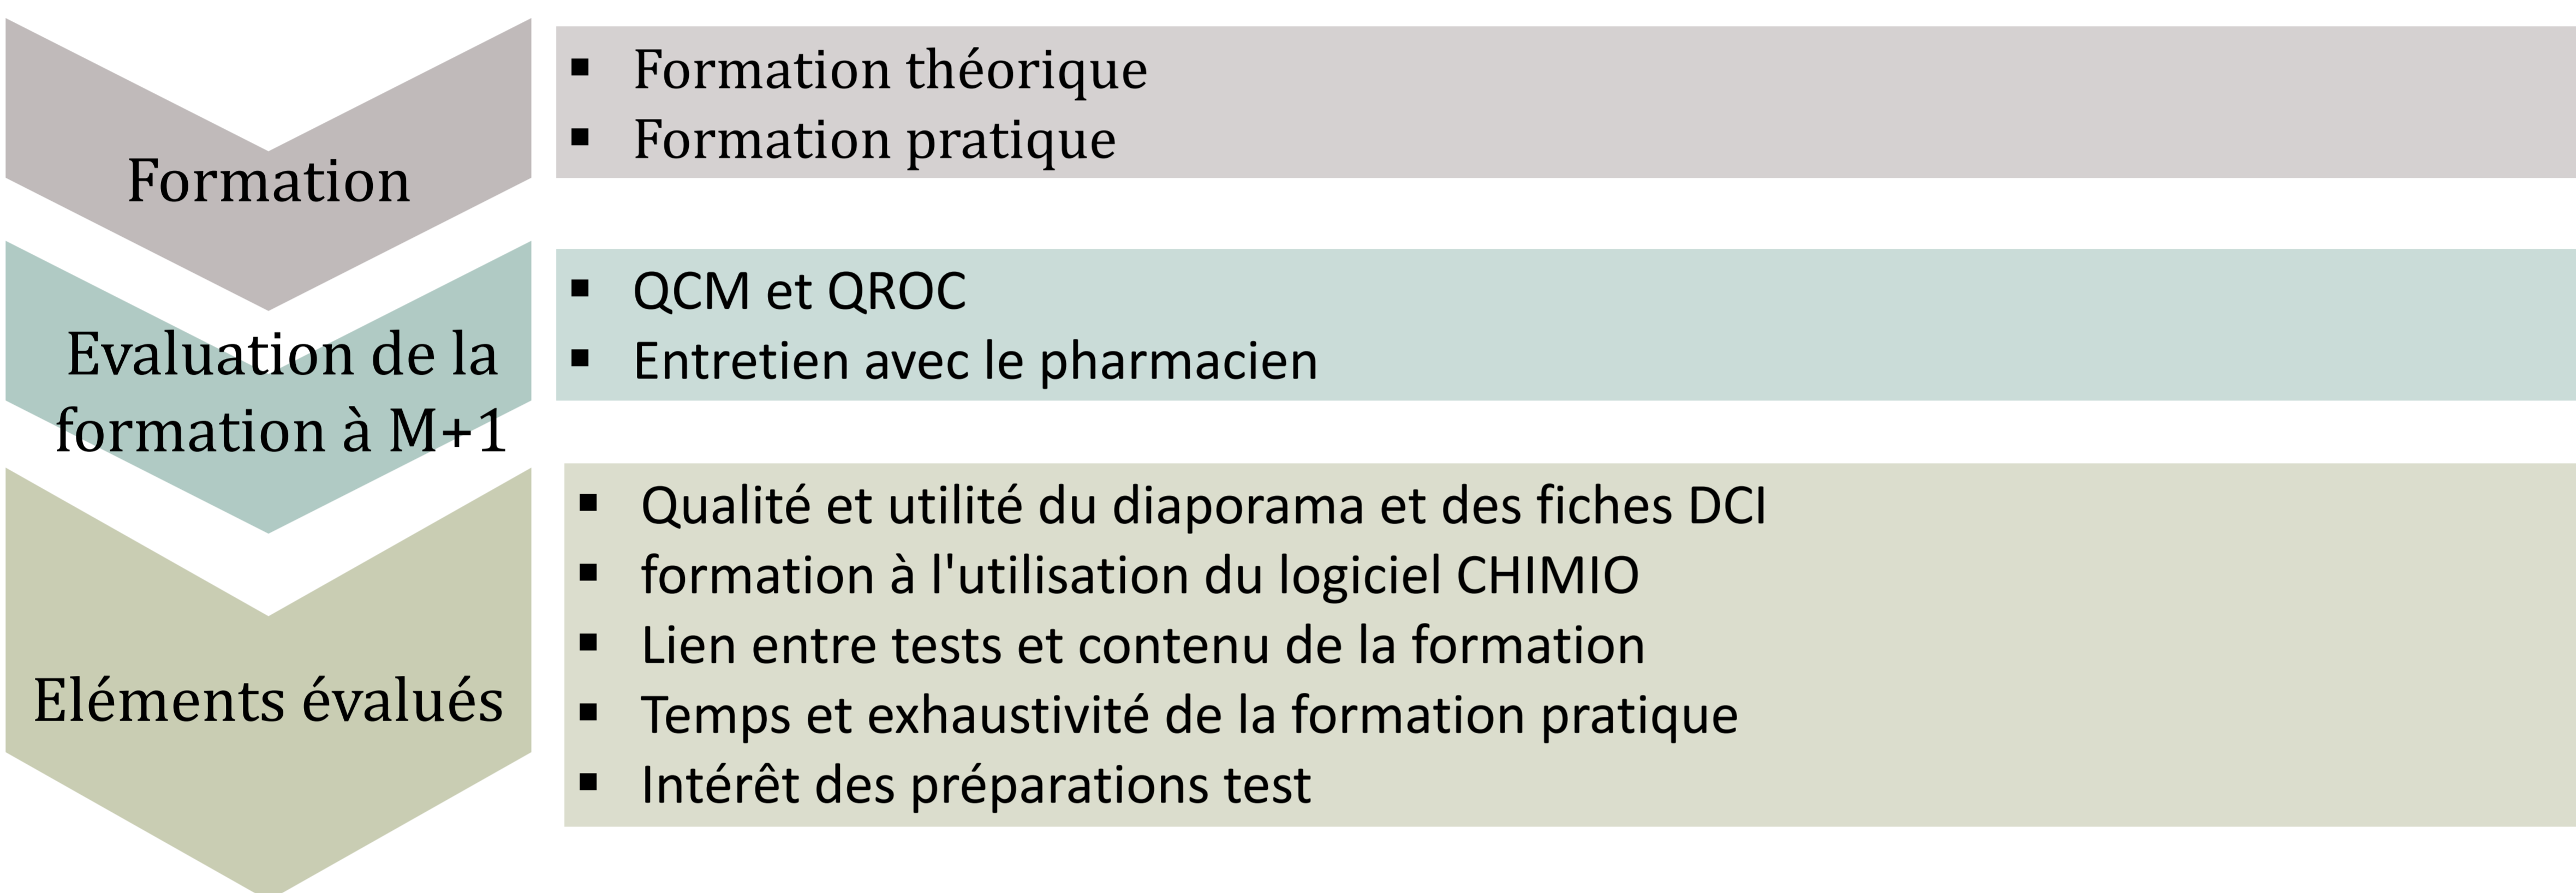 Formation
▪ Formation théorique
▪ Formation pratique
Evaluation de la
formation à M+1
▪ QCM et QROC
▪ Entretien avec le pharmacien
Eléments évalués
▪ Qualité et utilité du diaporama et des fiches DCI
▪ formation à l'utilisation du logiciel CHIMIO
▪ Lien entre tests et contenu de la formation
▪ Temps et exhaustivité de la formation pratique
▪ Intérêt des préparations test